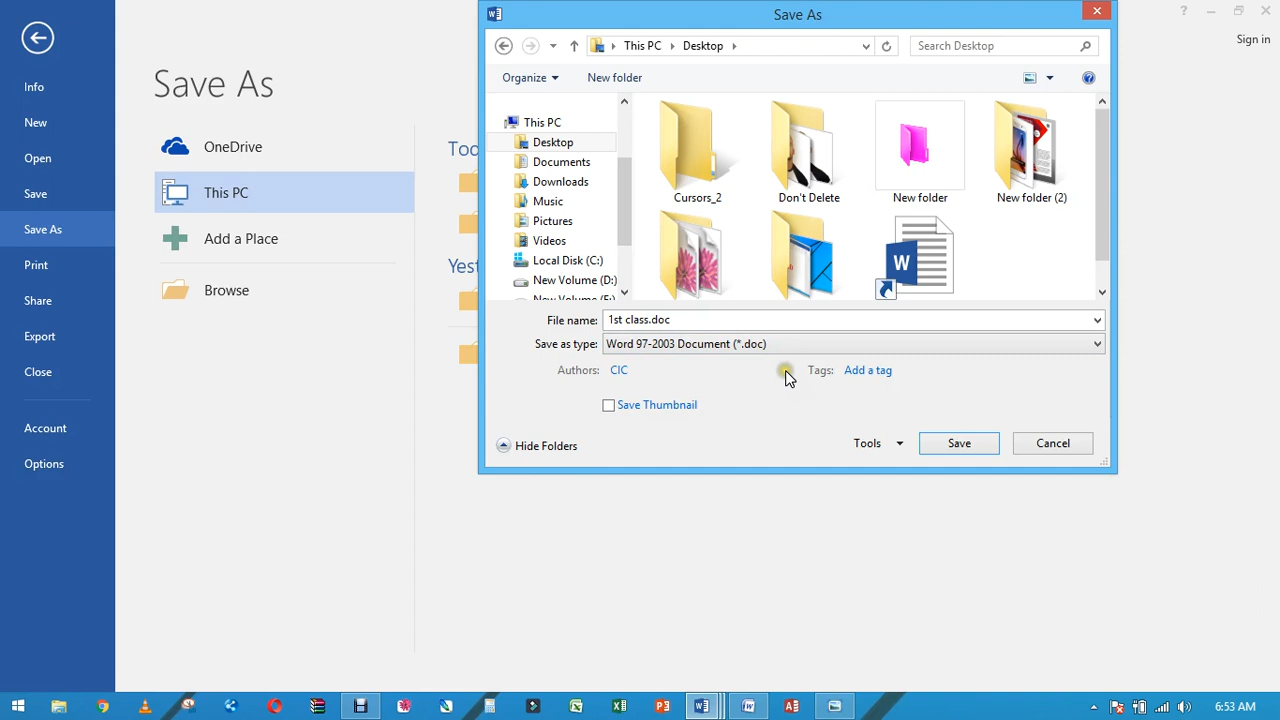 Save As
Sign in
Info
New
Open
Save
Save As
Print
Share
Export
Close
Account
Options
Save As
OneDrive
This PC
Add a Place
Browse
This PC
Desktop
Search Desktop
Organize
New folder
This PC
Desktop
Documents
Downloads
Music
Pictures
Videos
Local Disk (C:)
New Volume (D:)
Cursors_2
Don't Delete
New folder
New folder (2)
File name: 1st class.doc
Save as type: Word 97-2003 Document (*.doc)
Authors: CIC
Tags: Add a tag
Save Thumbnail
Hide Folders
Tools
Save
Cancel
6:53 AM